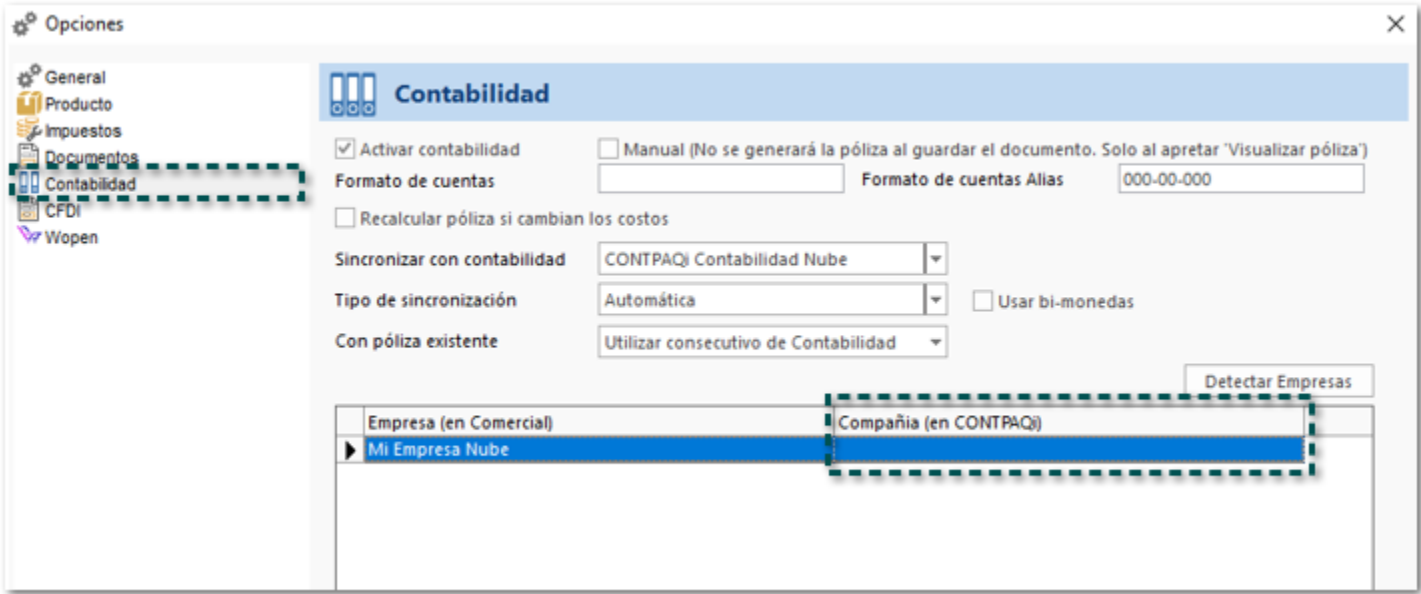 Opciones
General
Producto
Impuestos
Documentos
Contabilidad
CFDI
Wopen
Contabilidad
Activar contabilidad
Manual (No se generará la póliza al guardar el documento. Solo al apretar 'Visualizar póliza')
Formato de cuentas
Formato de cuentas Alias
000-00-000
Recalcular póliza si cambian los costos
Sincronizar con contabilidad
CONTPAQi Contabilidad Nube
Tipo de sincronización
Automática
Usar bi-monedas
Con póliza existente
Utilizar consecutivo de Contabilidad
Detectar Empresas
Empresa (en Comercial)
Compañia (en CONTPAQi)
Mi Empresa Nube